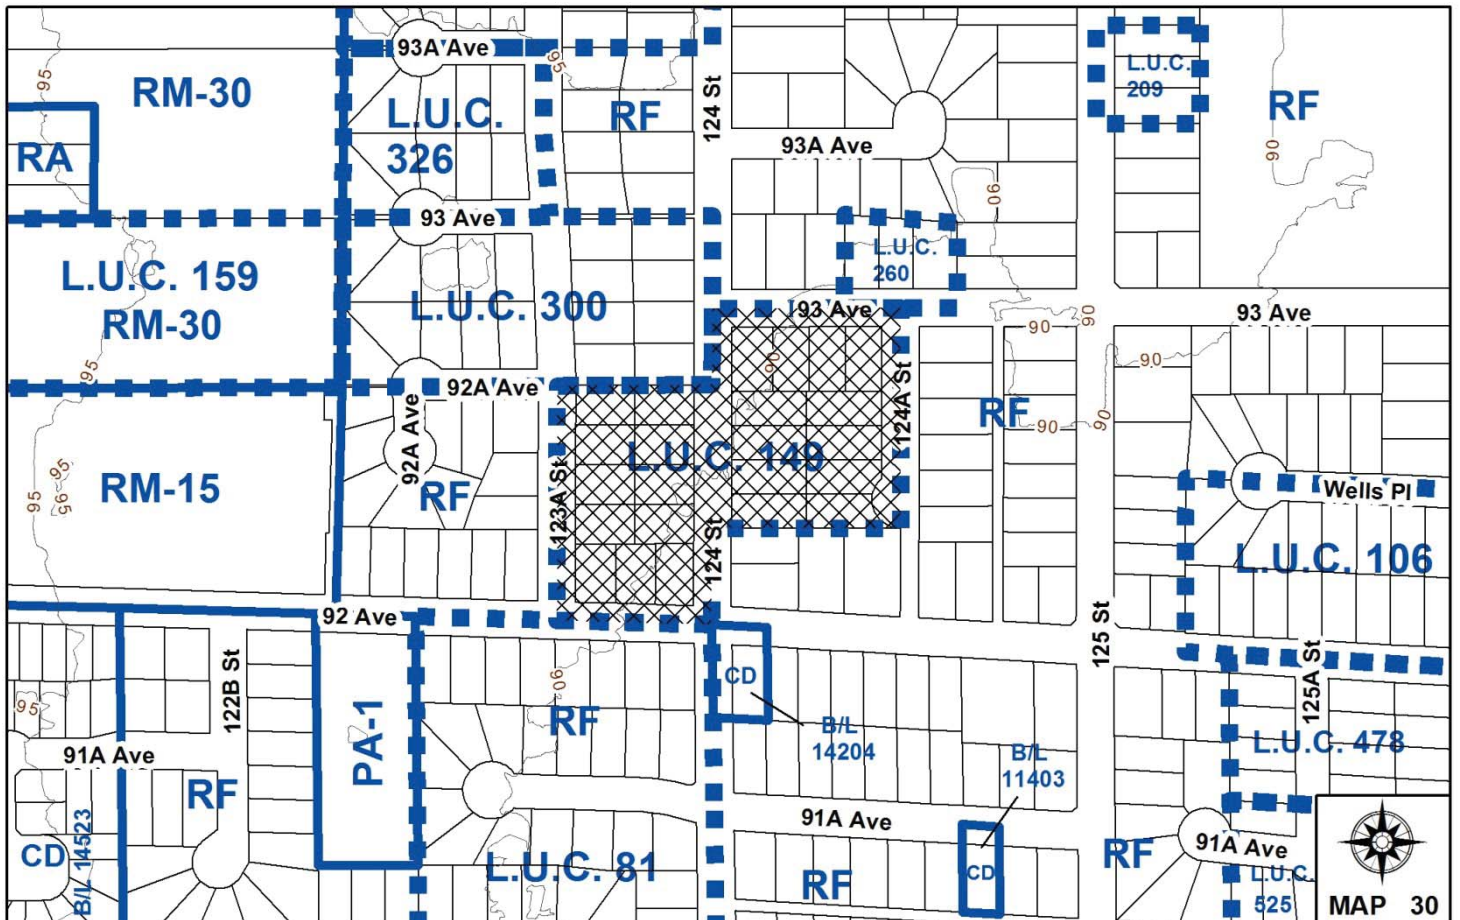 93A Ave
RM-30
L.U.C.
326
RF
124 St
L.U.C.
209
RF
95
95
RA
93A Ave
90
90
93 Ave
L.U.C. 159
RM-30
L.U.C. 300
L.U.C.
260
93 Ave
93 Ave
90
90
90
90
95
92A Ave
92A Ave
124A St
RF
90
90
L.U.C. 149
RM-15
RF
123A St
124 St
95
95
95
Wells Pl
L.U.C. 106
92 Ave
125 St
125A St
122B St
CD
90
RF
PA-1
B/L
14204
B/L
11403
L.U.C. 478
95
91A Ave
RF
91A Ave
91A Ave
B/L 14523
CD
L.U.C. 81
RF
CD
RF
L.U.C.
525
MAP 30